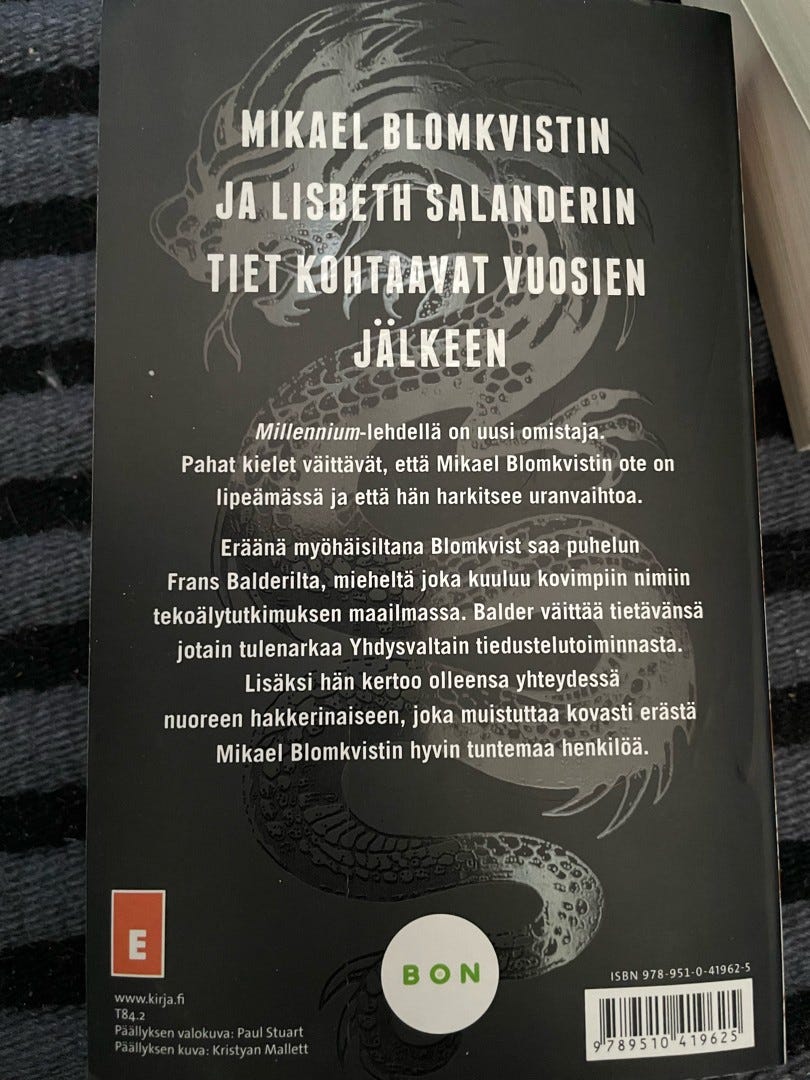 MIKAEL BLOMKVISTIN
JA LISBETH SALANDERIN
TIET KOHTAAVAT VUOSIEN
JÄLKEEN
Millennium-lehdellä on uusi omistaja.
Pahat kielet väittävät, että Mikael Blomkvistin ote on
lipeämässä ja että hän harkitsee uranvaihtoa.
Eräänä myöhäisiltana Blomkvist saa puhelun
Frans Balderilta, mieheltä joka kuuluu kovimpiin nimiin
tekoälytutkimuksen maailmassa. Balder väittää tietävänsä
jotain tulenarkaa Yhdysvaltain tiedustelutoiminnasta.
Lisäksi hän kertoo olleensa yhteydessä
nuoreen hakkerinaiseen, joka muistuttaa kovasti erästä
Mikael Blomkvistin hyvin tuntemaa henkilöä.
E
BON
www.kirja.fi
T84.2
Päällyksen valokuva: Paul Stuart
Päällyksen kuva: Kristyan Mallett
ISBN 978-951-0-41962-5
9789510419625